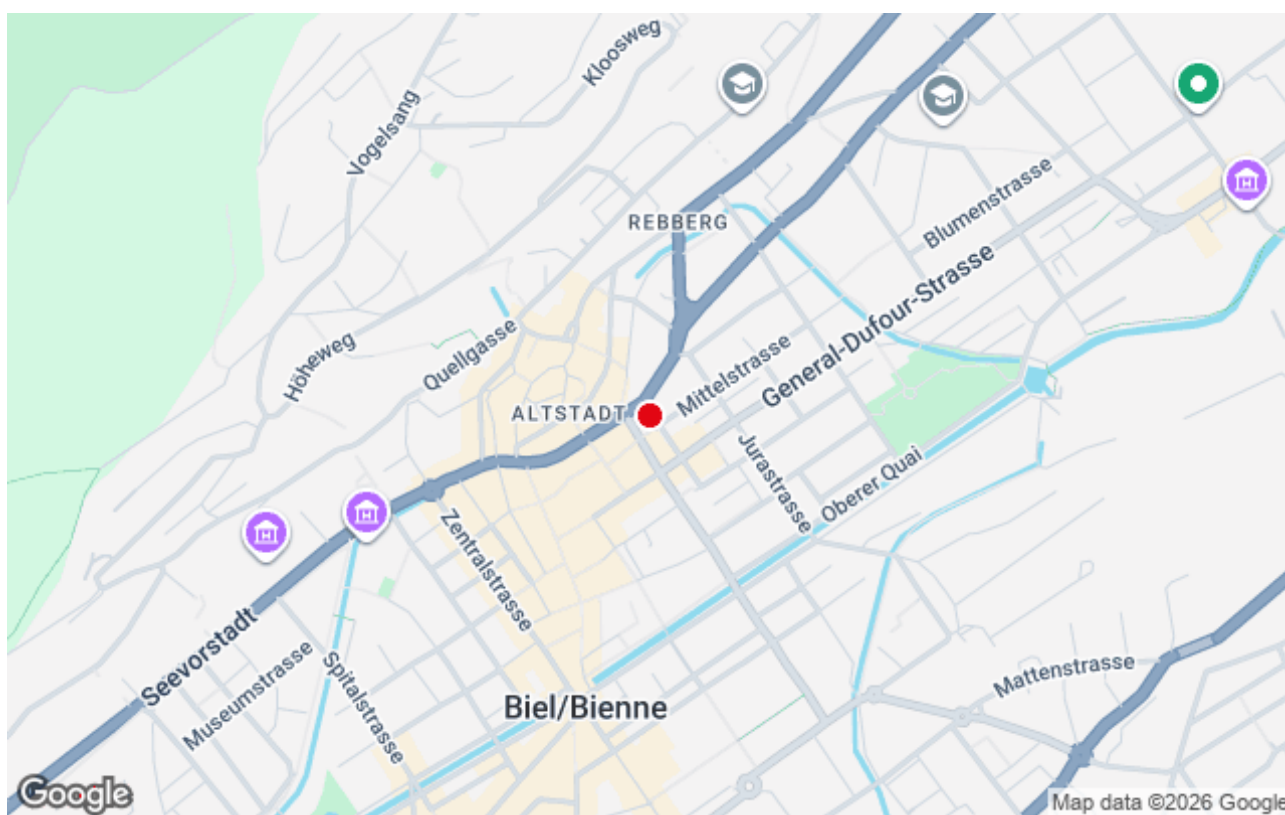 Kloosweg
Vogelsang
REBBERG
Blumenstrasse
General-Dufour-Strasse
Quellgasse
Höheweg
Mittelstrasse
ALTSTADT
Jurastrasse
Oberer Quai
Zentralstrasse
Seevorstadt
Museumstrasse
Spitalstrasse
Mattenstrasse
Biel/Bienne
Google
Map data ©2026 Google